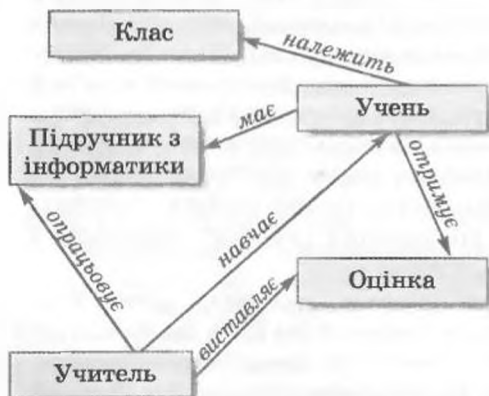 Клас
належить
Учень
має
Підручник з
інформатики
отримує
опрацьовує
навчає
Оцінка
виставляє
Учитель